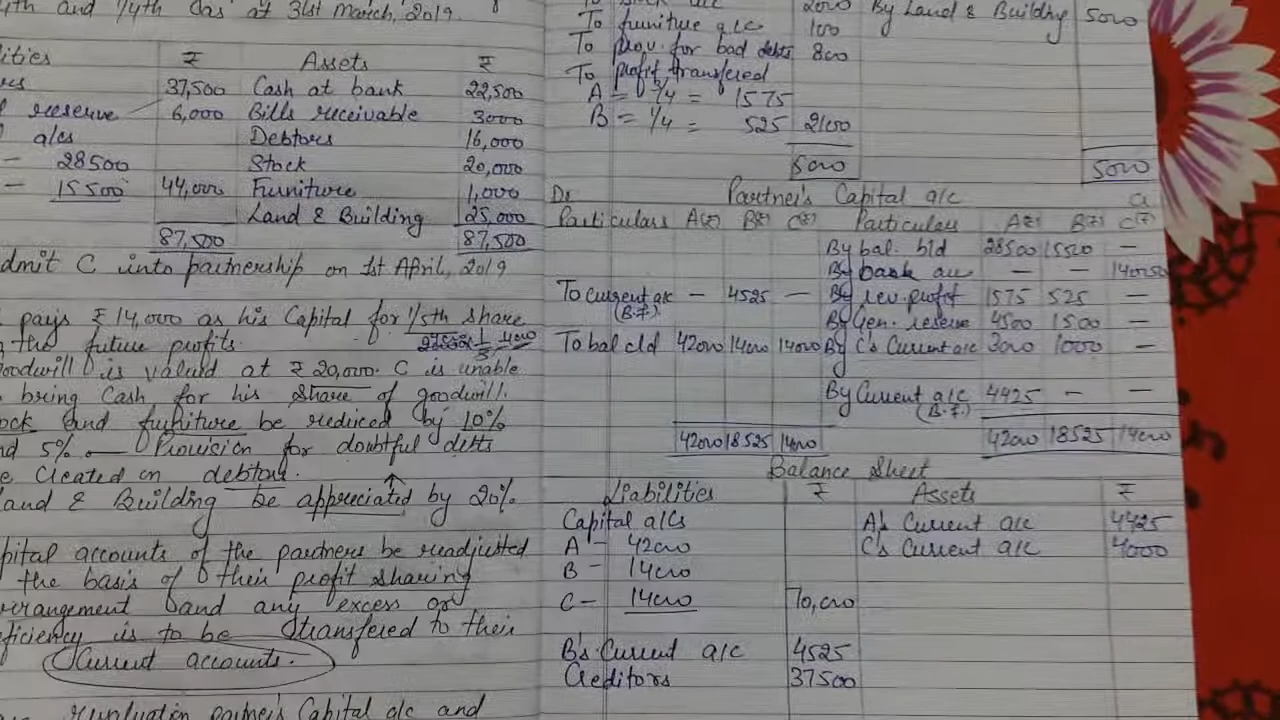 4th and 1/4th as at 31st March, 2019.
ities ₹ Assets ₹
37,500 Cash at bank 22,500
reserve 6,000 Bills receivable 3000
a/cs Debtors 16,000
- 28500 Stock 20,000
- 15500 44,000 Furniture 1,000
Land & Building 25,000
87,500 87,500
dmit C into partnership on 1st April, 2019
pays ₹14,000 as his Capital for 1/5th share
the future profits.
4000
oodwill is valued at ₹20,000. C is unable
bring Cash for his share of goodwill.
ock and furniture be reduced by 10%
nd 5%. Provision for doubtful debts
e Created on debtors.
and & Building be appreciated by 20%.
pital accounts of the partners be readjusted
the basis of their profit sharing
rrangement and any excess or
eficiency is to be transfered to their
Current accounts.
revaluation partner's Capital a/c and
2000 By Land & Building 5000
To funiture a/c 100
To prov. for bad debts 800
To profit transfered
A = 3/4 = 1575
B = 1/4 = 525 2100
5000 5000
Dr Partner's Capital a/c
Particulars A(₹) B(₹) C(₹) Particulars A(₹) B(₹) C(₹)
By bal. b/d 28500 15500 -
By bank a/c - - 14000
To current a/c - 4525 - By rev. profit 1575 525 -
(B.F.)
By Gen. reserve 4500 1500 -
To bal c/d 42000 14000 14000 By C's Current a/c 3000 1000 -
By Current a/c 4425 - -
(B.F.)
42000 18525 14000 42000 18525 14000
Balance Sheet
Liabilities ₹ Assets ₹
Capital a/cs A's Current a/c 4425
A - 42000 C's Current a/c 4000
B - 14000
C - 14000 70,000
B's Current a/c 4525
Creditors 37500